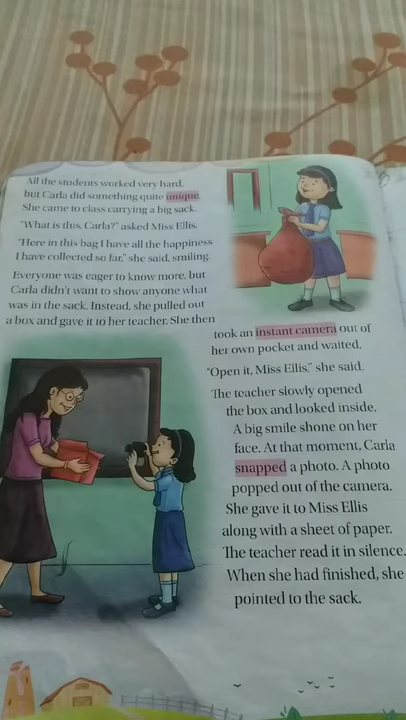 All the students worked very hard,
but Carla did something quite unique.
She came to class carrying a big sack.
"What is this, Carla?" asked Miss Ellis.
"Here in this bag I have all the happiness
I have collected so far," she said, smiling.
Everyone was eager to know more, but
Carla didn't want to show anyone what
was in the sack. Instead, she pulled out
a box and gave it to her teacher. She then
took an instant camera out of
her own pocket and waited.
"Open it, Miss Ellis," she said.
The teacher slowly opened
the box and looked inside.
A big smile shone on her
face. At that moment, Carla
snapped a photo. A photo
popped out of the camera.
She gave it to Miss Ellis
along with a sheet of paper.
The teacher read it in silence.
When she had finished, she
pointed to the sack.